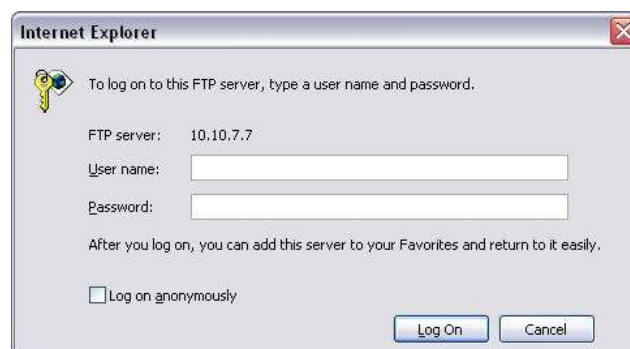 Internet Explorer
To log on to this FTP server, type a user name and password.
FTP server: 10.10.7.7
User name:
Password:
After you log on, you can add this server to your Favorites and return to it easily.
Log on anonymously
Log On Cancel